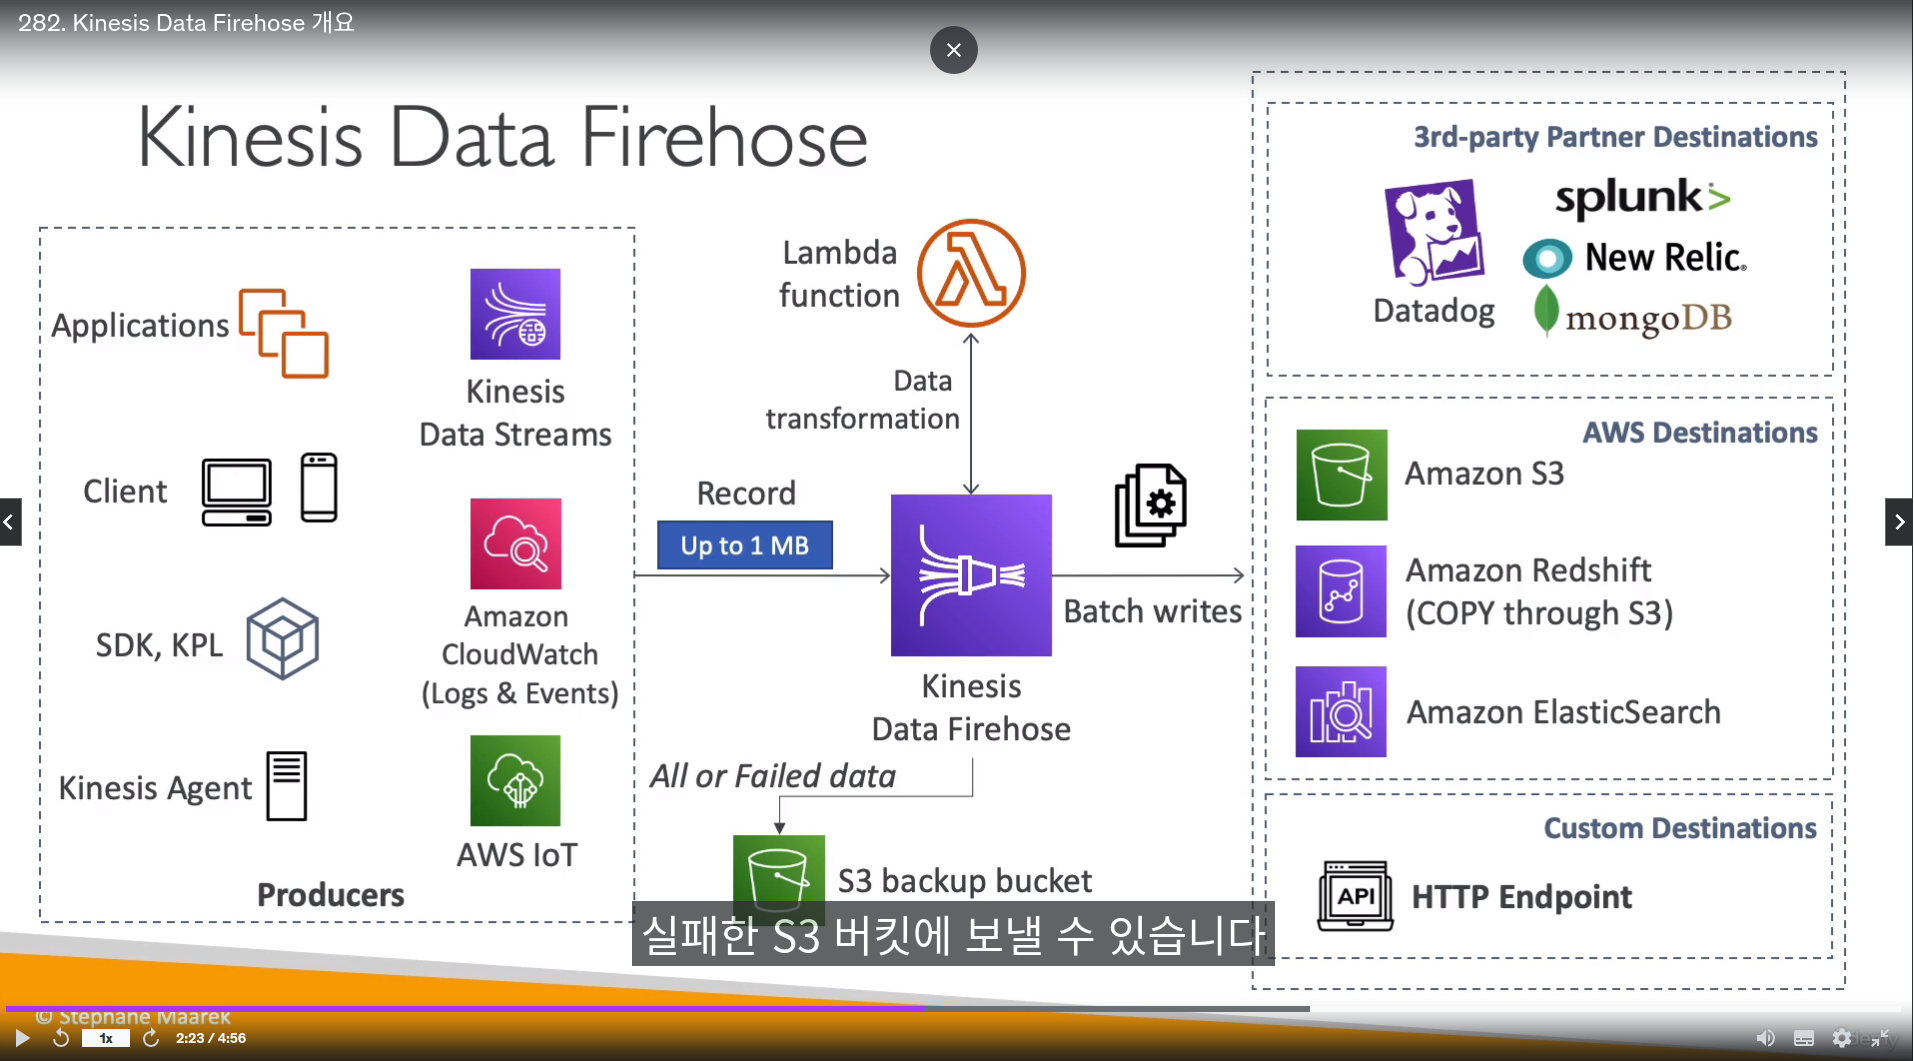 282. Kinesis Data Firehose 개요
Kinesis Data Firehose
Applications
Client
SDK, KPL
Kinesis Agent
Kinesis
Data Streams
Amazon
CloudWatch
(Logs & Events)
AWS IoT
Producers
Record
Up to 1 MB
Lambda
function
Data
transformation
Kinesis
Data Firehose
Batch writes
All or Failed data
S3 backup bucket
3rd-party Partner Destinations
Datadog
splunk>
New Relic®
mongoDB
AWS Destinations
Amazon S3
Amazon Redshift
(COPY through S3)
Amazon ElasticSearch
Custom Destinations
API
HTTP Endpoint
실패한 S3 버킷에 보낼 수 있습니다
© Stephane Maarek
1x
2:23 / 4:56